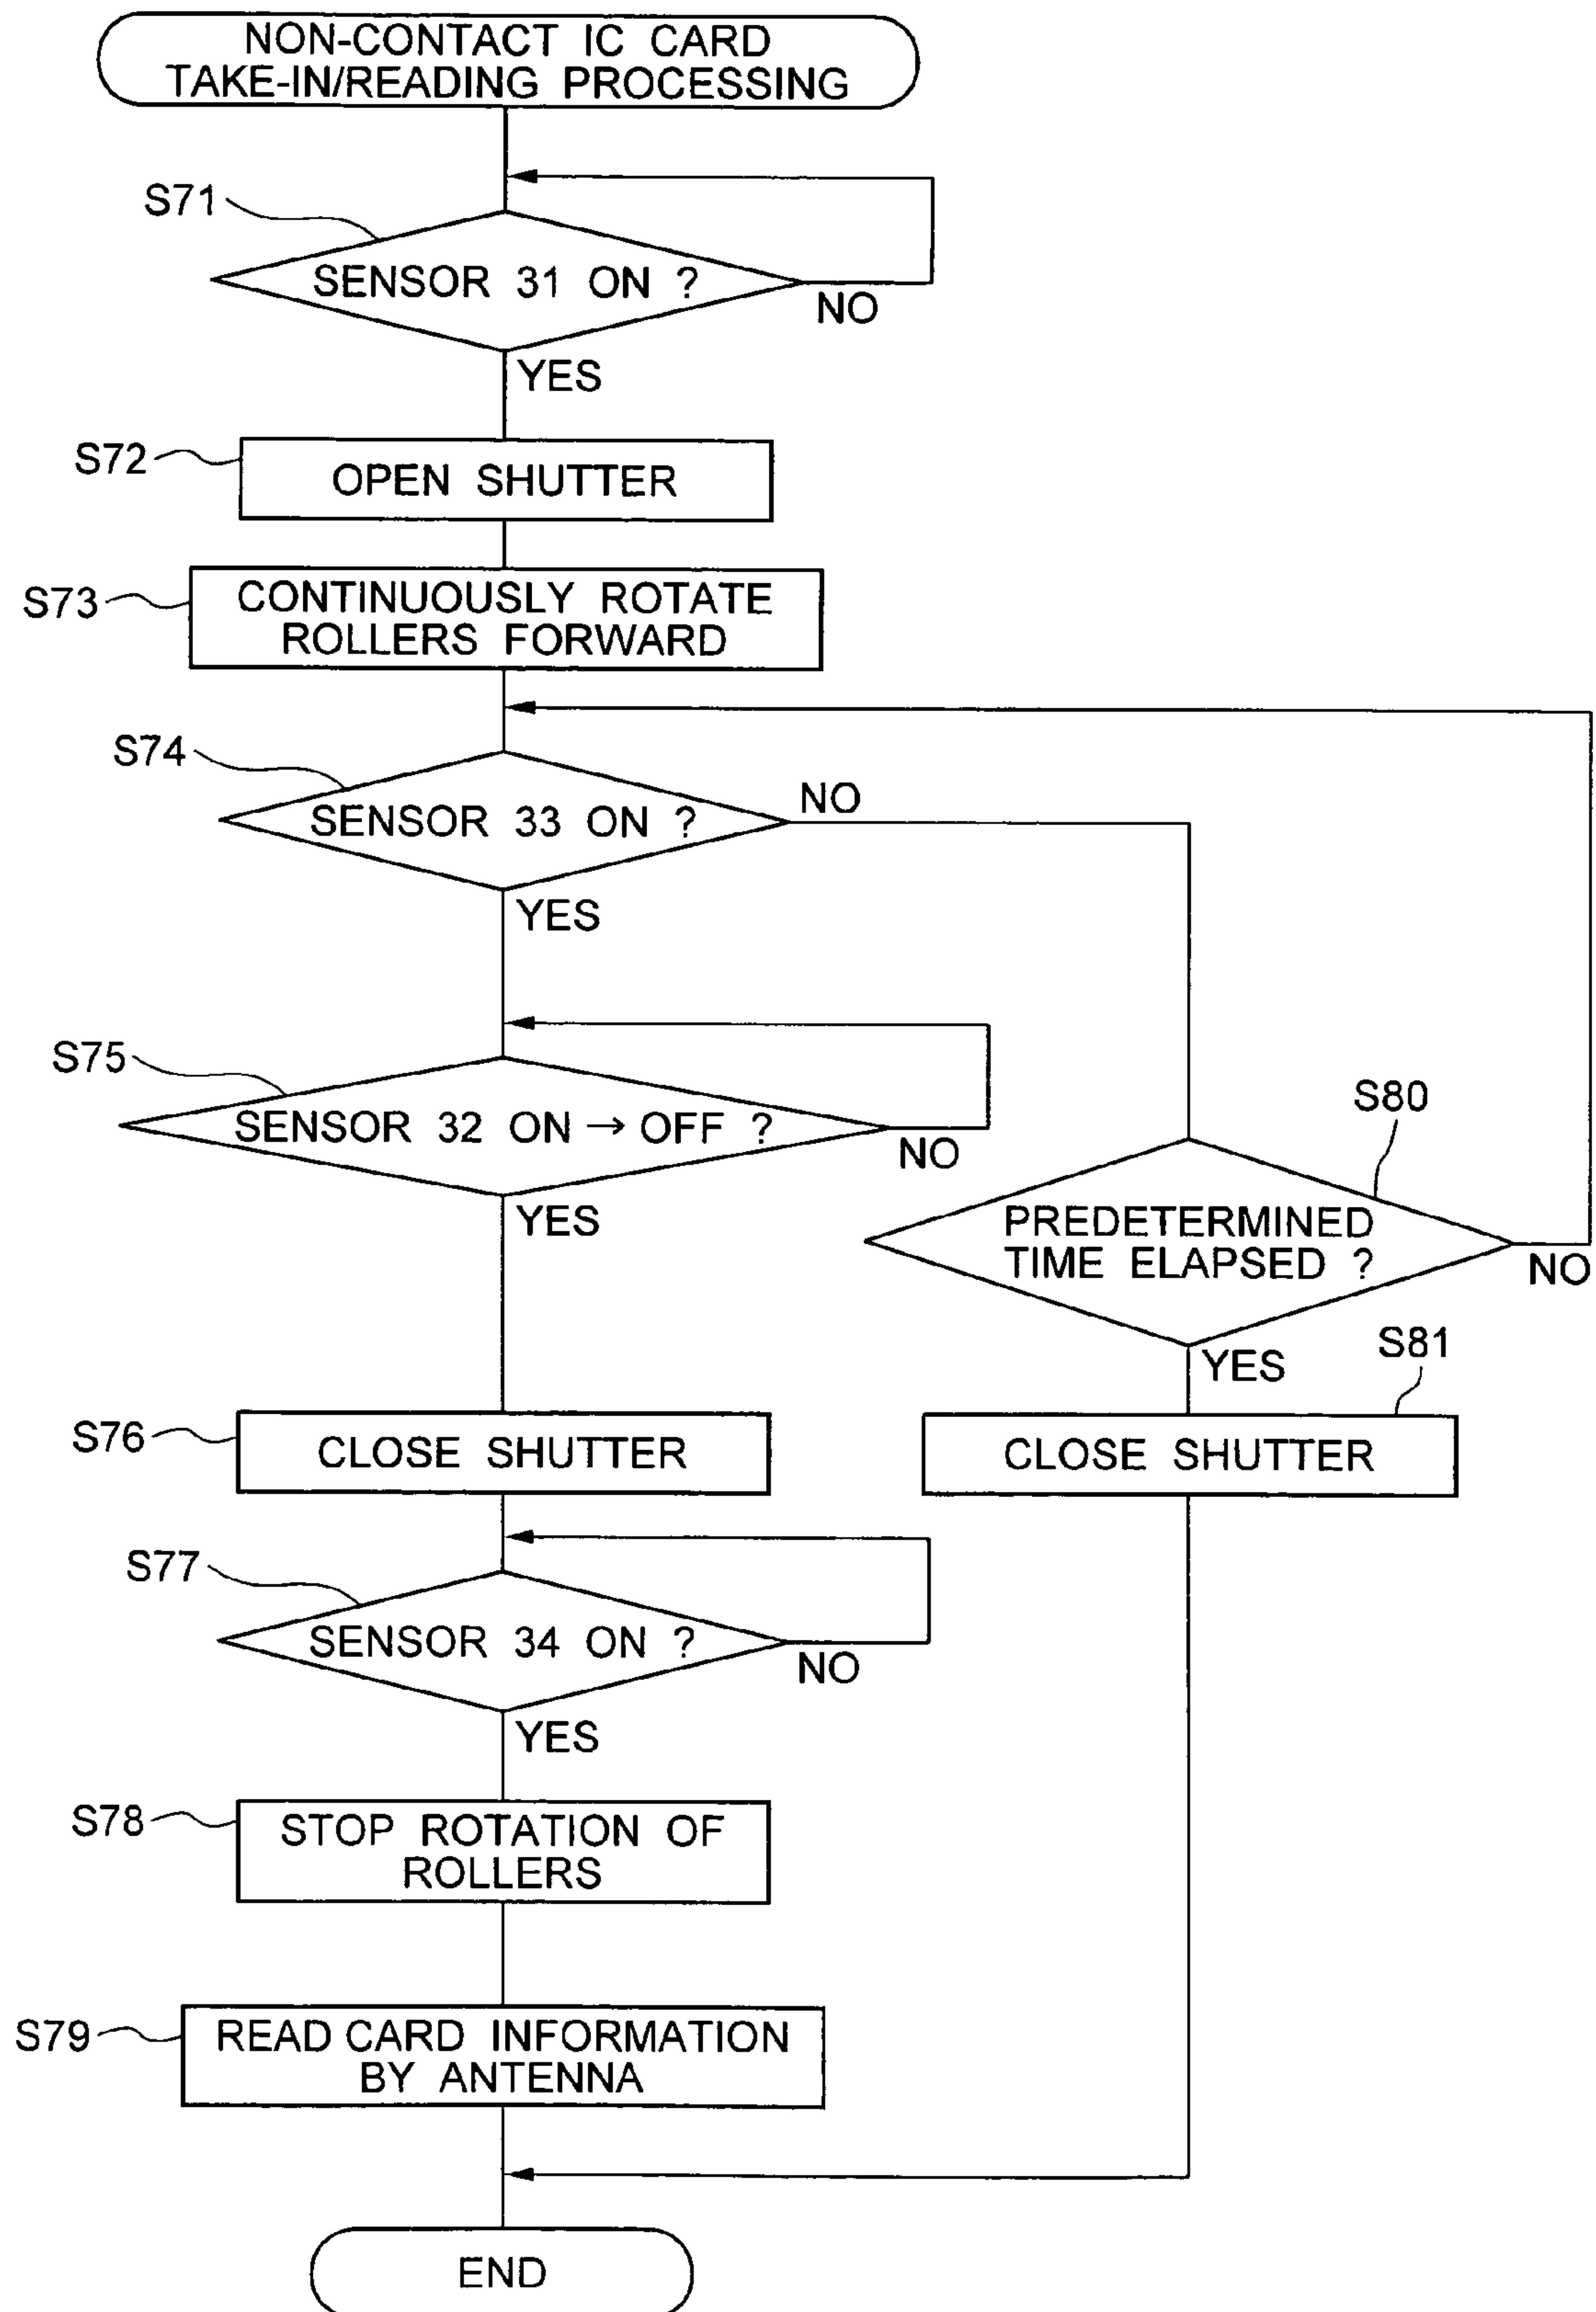 NON-CONTACT IC CARD
TAKE-IN/READING PROCESSING
S71
SENSOR 31 ON ?
NO
YES
S72
OPEN SHUTTER
S73
CONTINUOUSLY ROTATE
ROLLERS FORWARD
S74
SENSOR 33 ON ?
NO
YES
S75
SENSOR 32 ON → OFF ?
NO
YES
S80
PREDETERMINED
TIME ELAPSED ?
NO
YES
S81
CLOSE SHUTTER
S76
CLOSE SHUTTER
S77
SENSOR 34 ON ?
NO
YES
S78
STOP ROTATION OF
ROLLERS
S79
READ CARD INFORMATION
BY ANTENNA
END